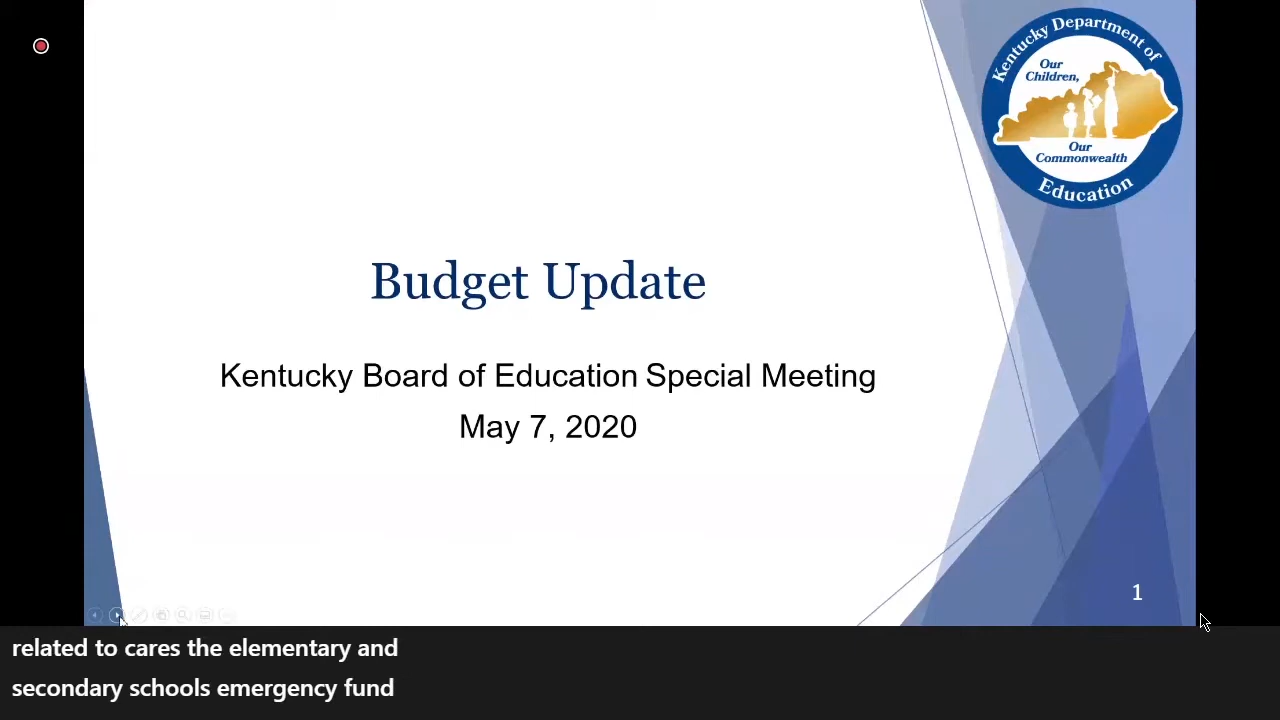 Kentucky Department of
Our
Children,
Our
Commonwealth
Education
Budget Update
Kentucky Board of Education Special Meeting
May 7, 2020
1
related to cares the elementary and
secondary schools emergency fund